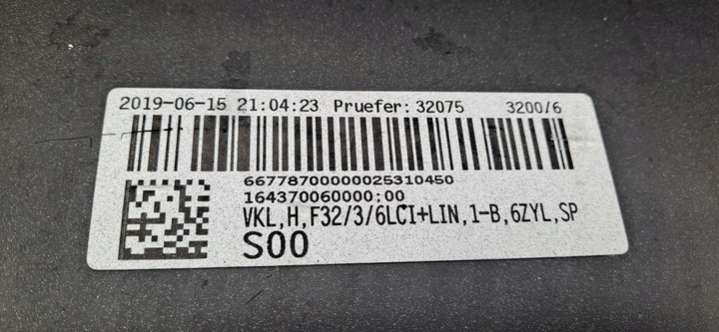 2019-06-15 21:04:23 Pruefer: 32075 3200/6
66778700000025310450
164370060000:00
VKL,H,F32/3/6LCI+LIN,1-B,6ZYL,SP
S00